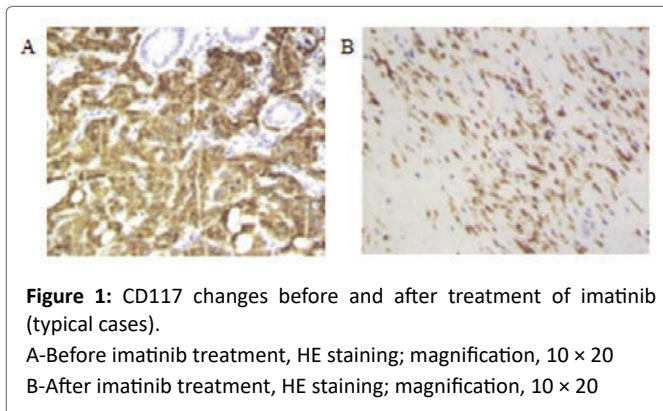 A
B
Figure 1: CD117 changes before and after treatment of imatinib
(typical cases).
A-Before imatinib treatment, HE staining; magnification, 10 × 20
B-After imatinib treatment, HE staining; magnification, 10 × 20